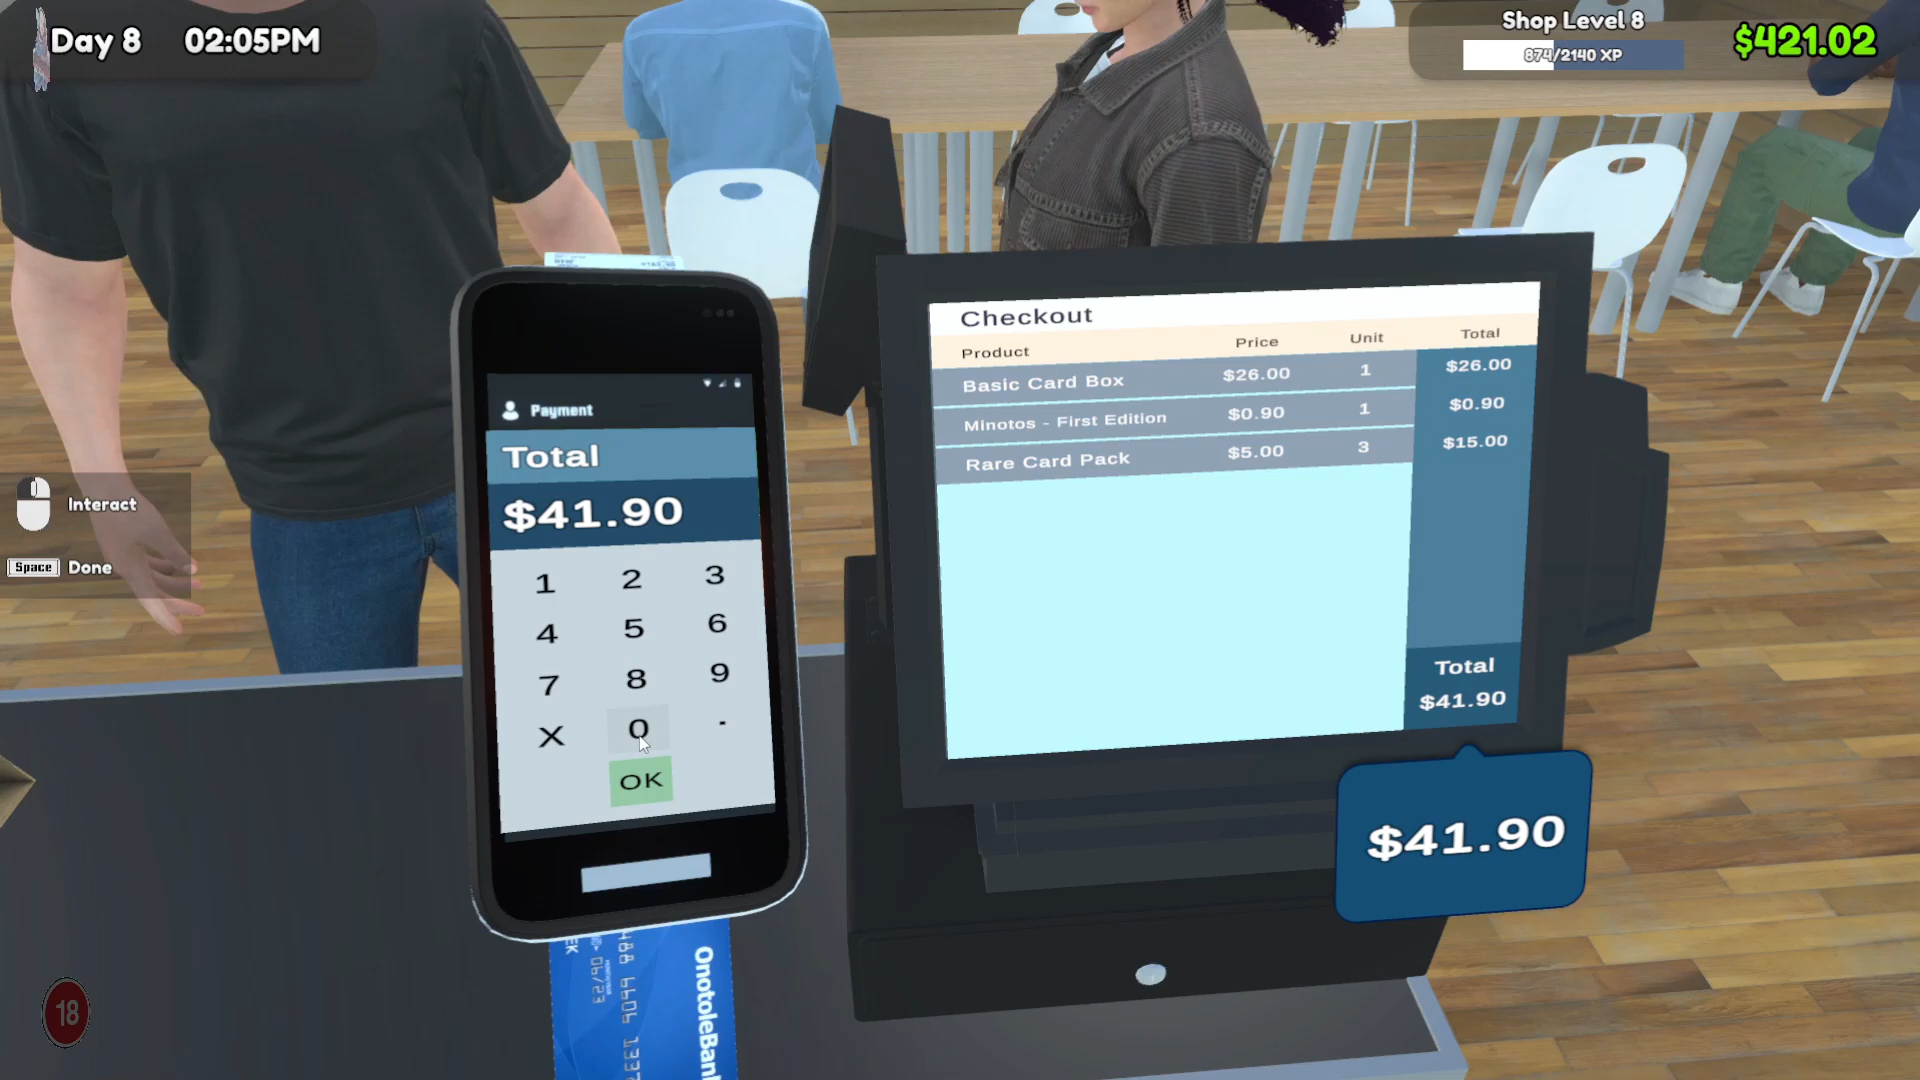 Day 8 02:05PM
Shop Level 8
874/2140 XP
$421.02
Interact
Space Done
Payment
Total
$41.90
1 2 3
4 5 6
7 8 9
X 0 .
OK
Checkout
Product Price Unit Total
Basic Card Box $26.00 1 $26.00
Minotos - First Edition $0.90 1 $0.90
Rare Card Pack $5.00 3 $15.00
Total
$41.90
$41.90
OnotoleBank
06/23
18